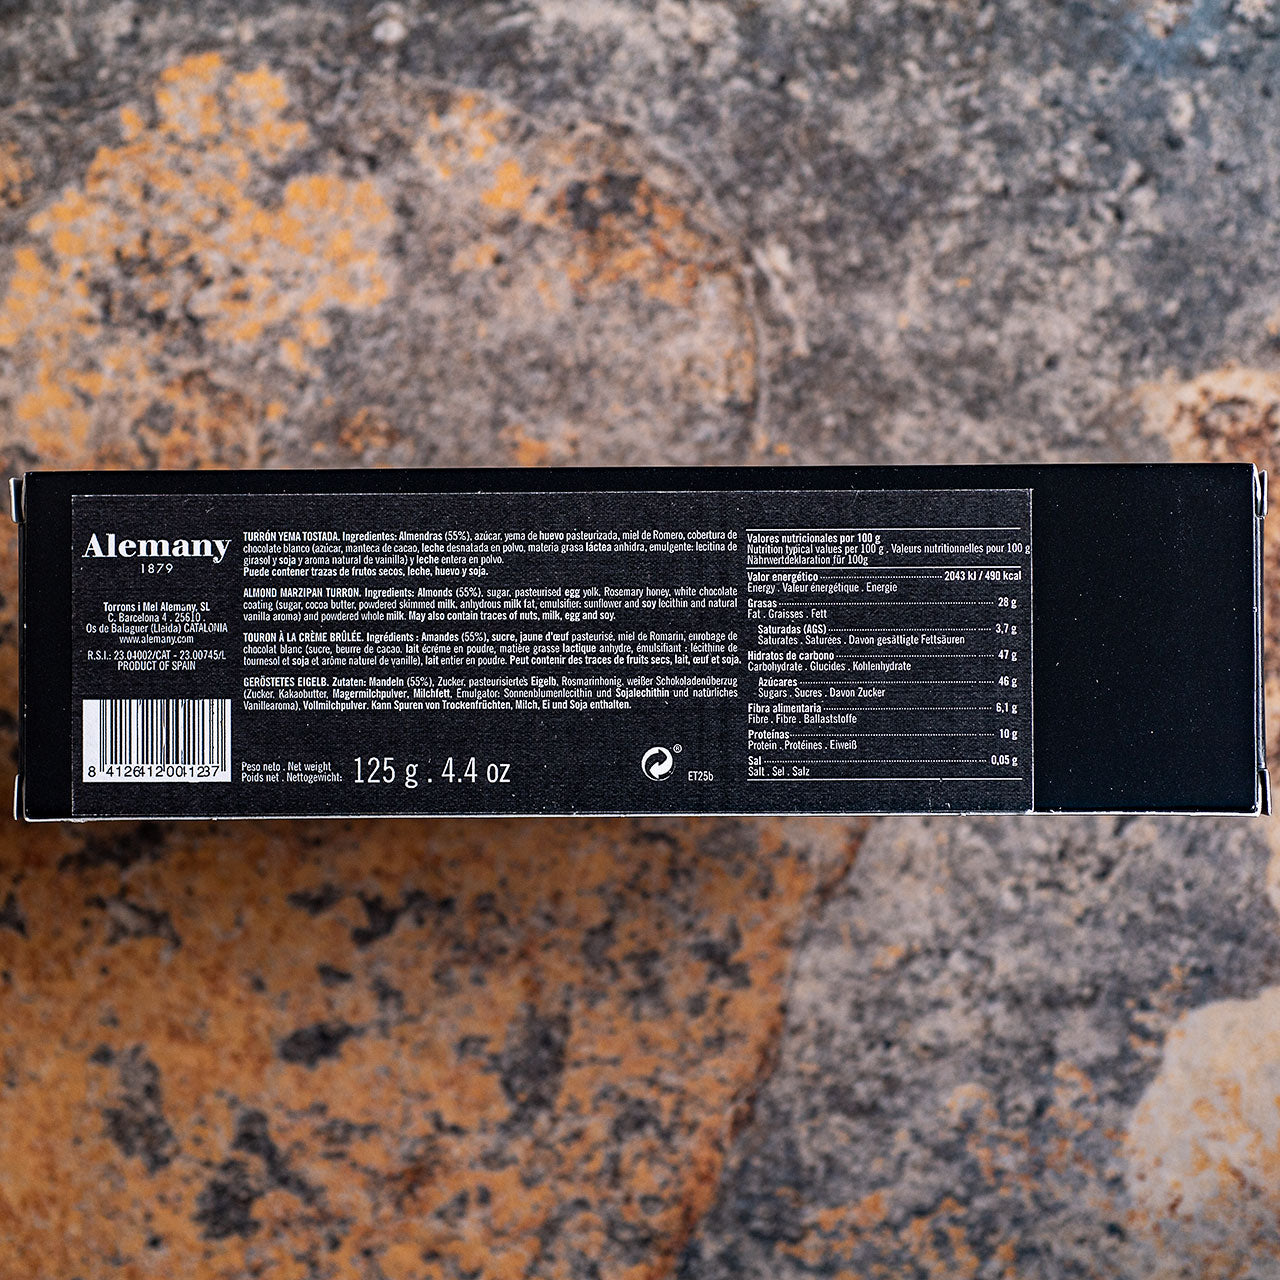 Alemany
1879
Torrons i Mel Alemany, SL
C. Barcelona 4 . 25610 .
Os de Balaguer (Lleida) CATALONIA
www.alemany.com
R.S.I.: 23.04002/CAT - 23.00745/L
PRODUCT OF SPAIN
8 412641 200412 37
TURRÓN YEMA TOSTADA. Ingredientes: Almendras (55%), azúcar, yema de huevo pasteurizada, miel de Romero, cobertura de
chocolate blanco (azúcar, manteca de cacao, leche desnatada en polvo, materia grasa láctea anhidra, emulgente: lecitina de
girasol y soja y aroma natural de vainilla) y leche entera en polvo.
Puede contener trazas de frutos secos, leche, huevo y soja.
ALMOND MARZIPAN TURRON. Ingredients: Almonds (55%), sugar, pasteurised egg yolk. Rosemary honey, white chocolate
coating (sugar, cocoa butter, powdered skimmed milk, anhydrous milk fat, emulsifier: sunflower and soy lecithin and natural
vanilla aroma) and powdered whole milk. May also contain traces of nuts, milk, egg and soy.
TOURON À LA CRÈME BRÛLÉE. Ingrédients : Amandes (55%), sucre, jaune d'œuf pasteurisé, miel de Romarin, enrobage de
chocolat blanc (sucre, beurre de cacao. lait écréme en poudre, matière grasse lactique anhydre, émulsifiant : lécithine de
tournesol et soja et arôme naturel de vanille), lait entier en poudre. Peut contenir des traces de fruits secs, lait, œuf et soja.
GERÖSTETES EIGELB. Zutaten: Mandeln (55%), Zucker, pasteurisiertes Eigelb, Rosmarinhonig, weißer Schokoladenüberzug
(Zucker, Kakaobutter, Magermilchpulver, Milchfett, Emulgator: Sonnenblumenlecithin und Sojalechithin und natürliches
Vanillearoma), Vollmilchpulver. Kann Spuren von Trockenfrüchten, Milch, Ei und Soja enthalten.
Peso neto . Net weight
Poids net . Nettogewicht:
125 g . 4.4 oz
®
ET25b
Valores nutricionales por 100 g
Nutrition typical values per 100 g . Valeurs nutritionnelles pour 100 g
Nährwertdeklaration für 100g
Valor energético 2043 kJ / 490 kcal
Energy . Valeur énergétique . Energie
Grasas 28 g
Fat . Graisses . Fett
Saturadas (AGS) 3,7 g
Saturates . Saturées . Davon gesättigte Feltsäuren
Hidratos de carbono 47 g
Carbohydrate . Glucides . Kohlenhydrate
Azúcares 46 g
Sugars . Sucres . Davon Zucker
Fibra alimentaria 6,1 g
Fibre . Fibre . Ballaststoffe
Proteínas 10 g
Protein . Protéines . Eiweiß
Sal 0,05 g
Salt . Sel . Salz